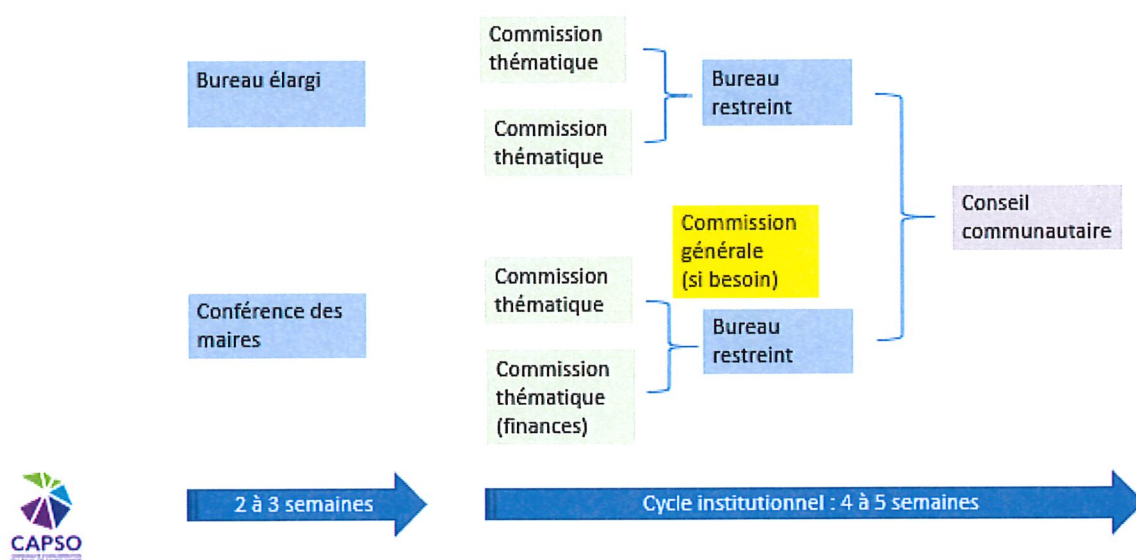 Bureau élargi
Conférence des
maires
Commission
thématique
Commission
thématique
Commission
thématique
Commission
thématique
(finances)
Bureau
restreint
Commission
générale
(si besoin)
Bureau
restreint
Conseil
communautaire
2 à 3 semaines
Cycle institutionnel : 4 à 5 semaines
CAPSO